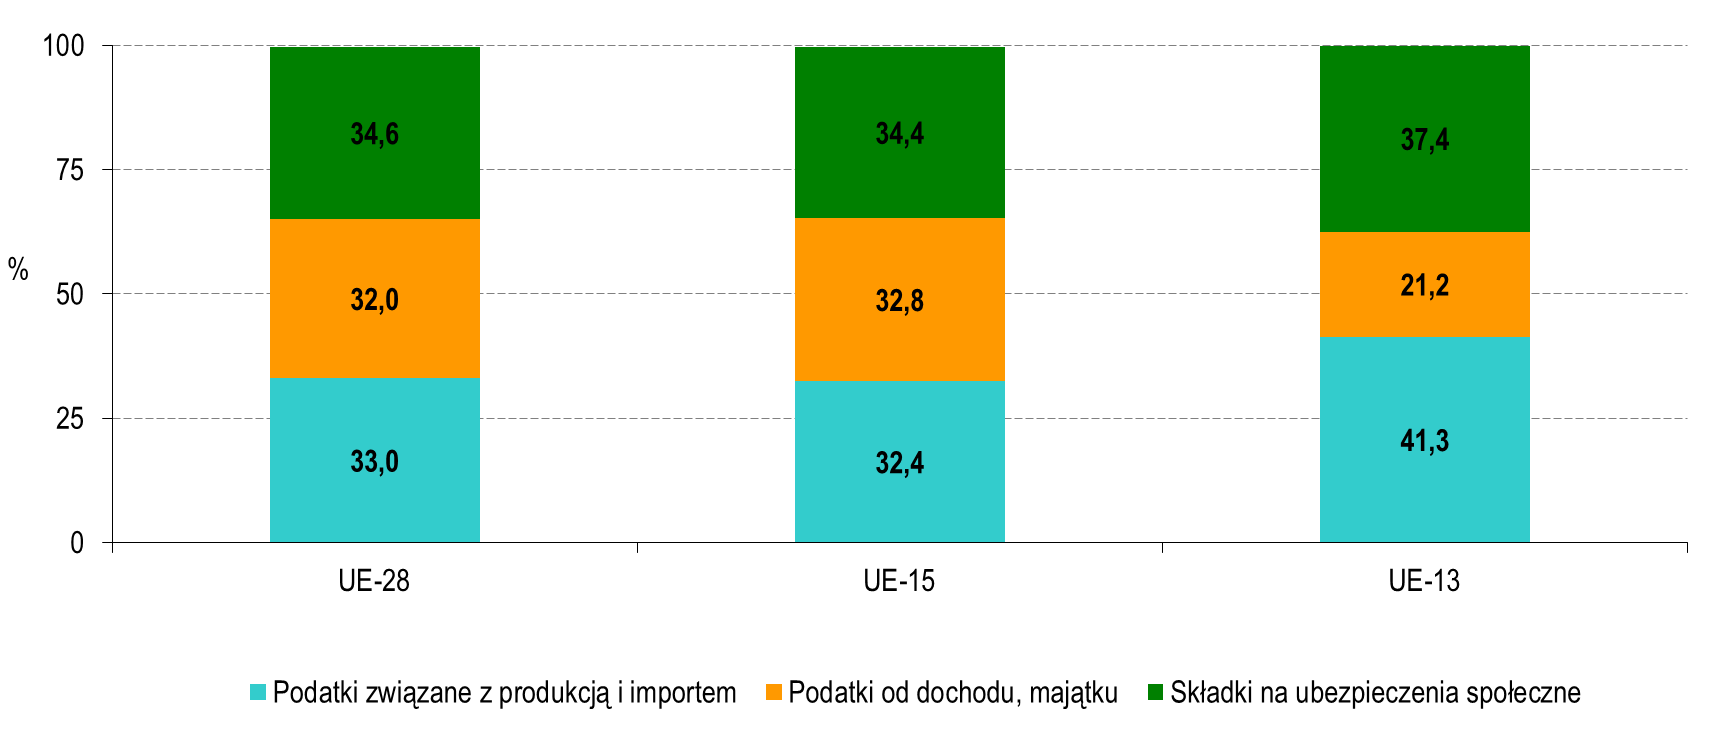 100
75
%
50
25
0
34,6
34,4
37,4
32,0
32,8
21,2
33,0
32,4
41,3
UE-28
UE-15
UE-13
Podatki związane z produkcją i importem
Podatki od dochodu, majątku
Składki na ubezpieczenia społeczne